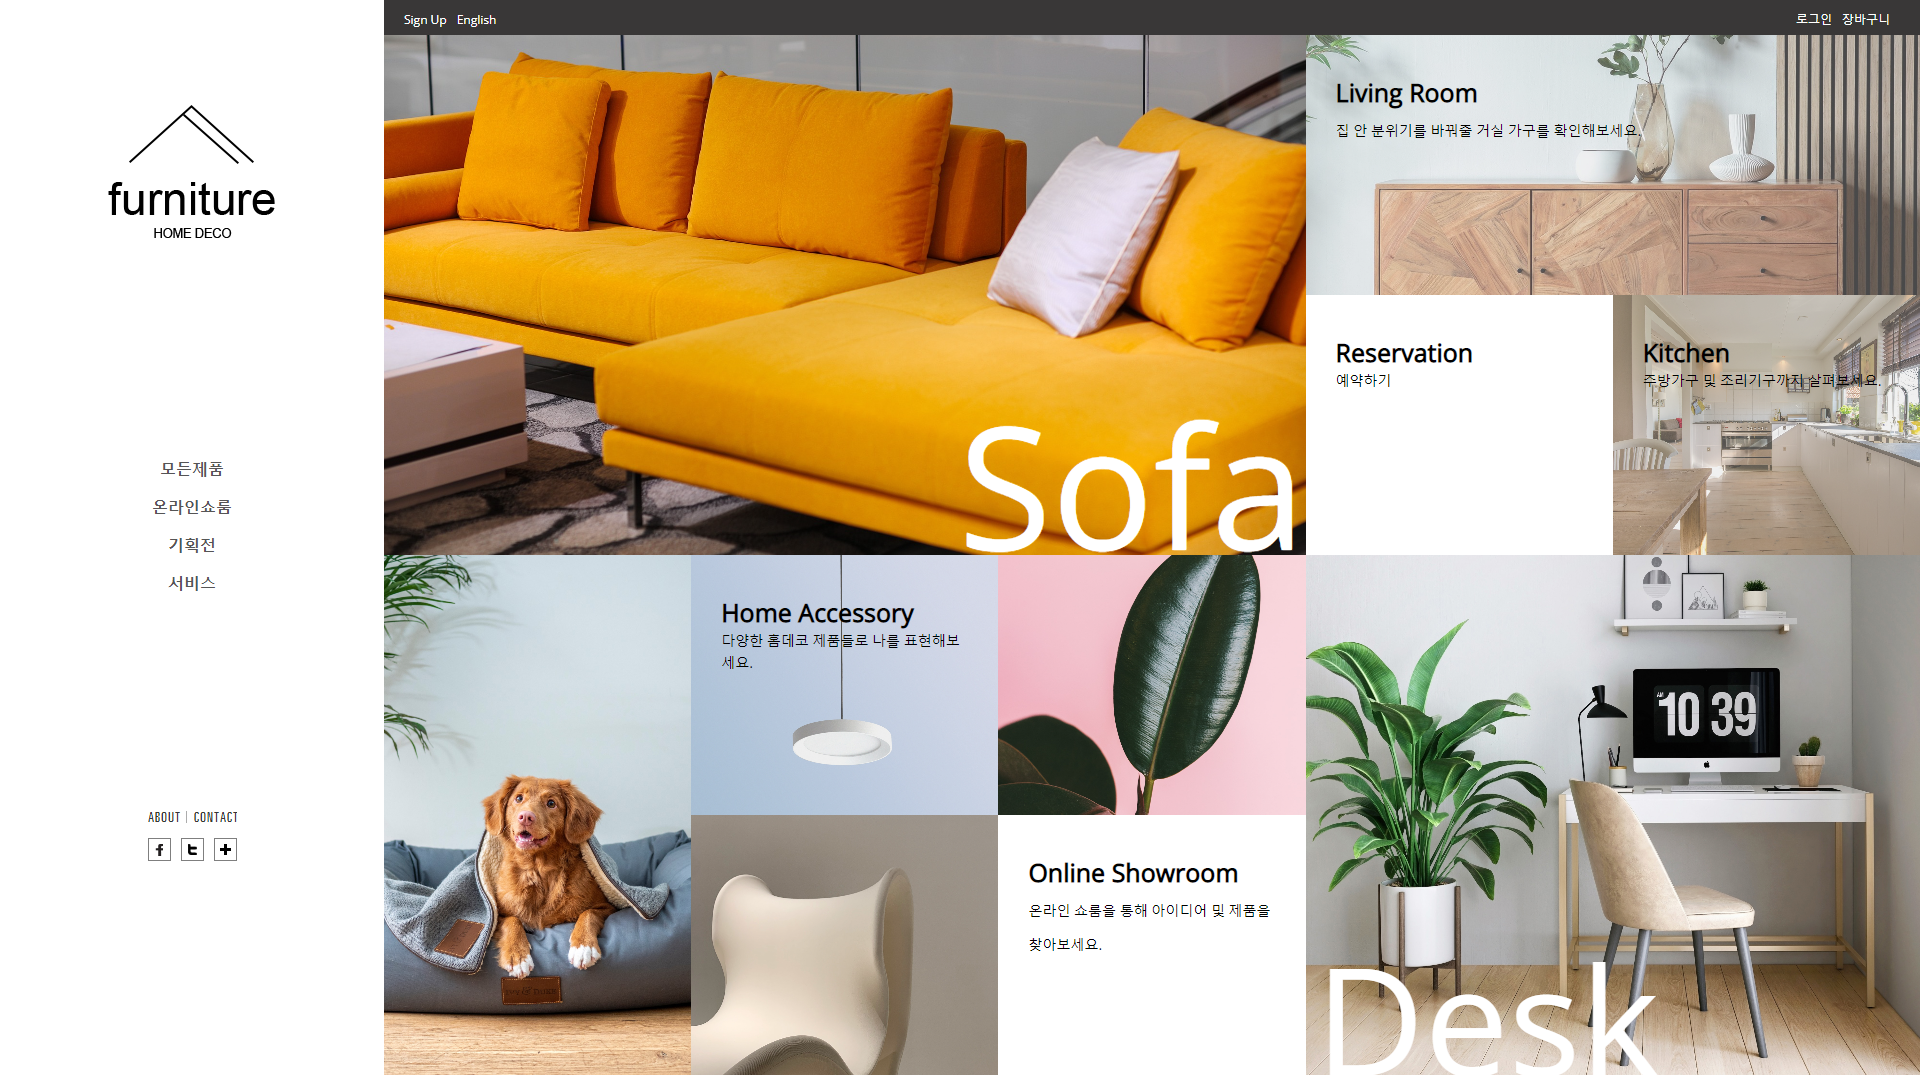 Sign Up English
로그인 장바구니
furniture
HOME DECO
모든제품
온라인쇼룸
기획전
서비스
ABOUT | CONTACT
Sofa
Living Room
집 안 분위기를 바꿔줄 거실 가구를 확인해보세요.
Reservation
예약하기
Kitchen
주방가구 및 조리기구까지 살펴보세요.
Home Accessory
다양한 홈데코 제품들로 나를 표현해보
세요.
Online Showroom
온라인 쇼룸을 통해 아이디어 및 제품을
찾아보세요.
AM
10 39
Desk